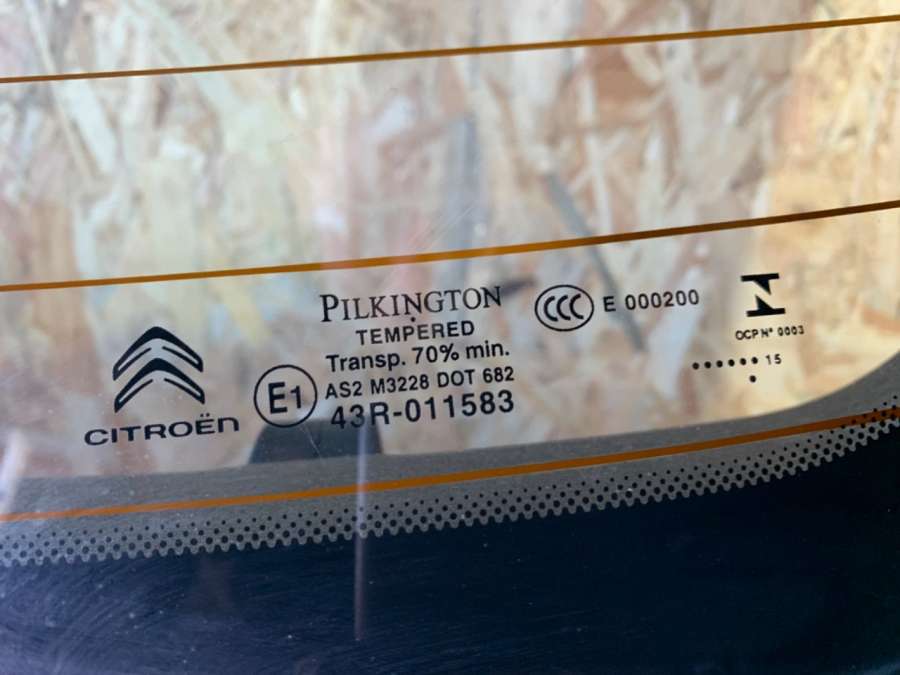 PILKINGTON
TEMPERED
Transp. 70% min.
AS2 M3228 DOT 682
43R-011583
E1
CITROËN
CCC E 000200
OCP Nº 0003
•••••• 15